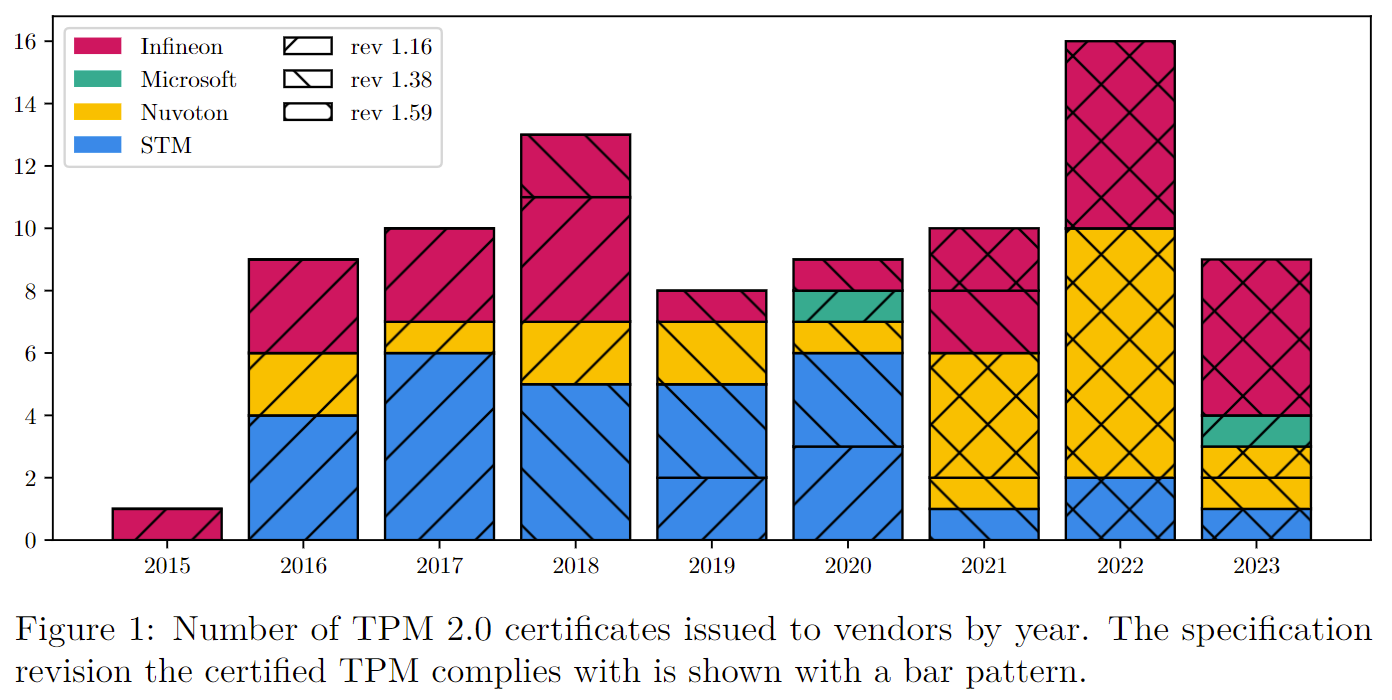 16
14
12
10
8
6
4
2
0
Infineon
Microsoft
Nuvoton
STM
rev 1.16
rev 1.38
rev 1.59
2015 2016 2017 2018 2019 2020 2021 2022 2023
Figure 1: Number of TPM 2.0 certificates issued to vendors by year. The specification
revision the certified TPM complies with is shown with a bar pattern.